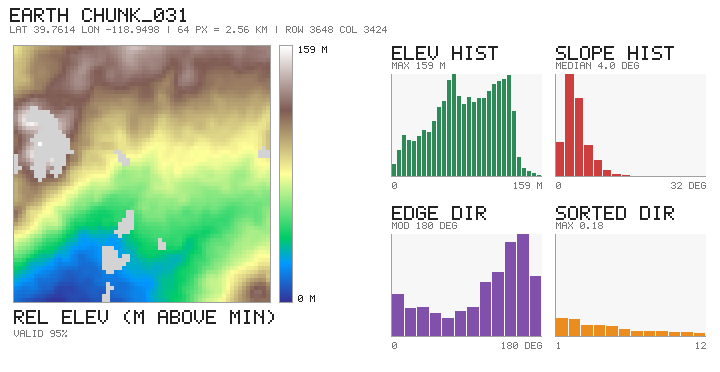 EARTH CHUNK_031
LAT 39.7614 LON -118.9498 | 64 PX = 2.56 KM | ROW 3648 COL 3424
159 M
0 M
REL ELEV (M ABOVE MIN)
VALID 95%
ELEV HIST
MAX 159 M
0 159 M
SLOPE HIST
MEDIAN 4.0 DEG
0 32 DEG
EDGE DIR
MOD 180 DEG
0 180 DEG
SORTED DIR
MAX 0.18
1 12